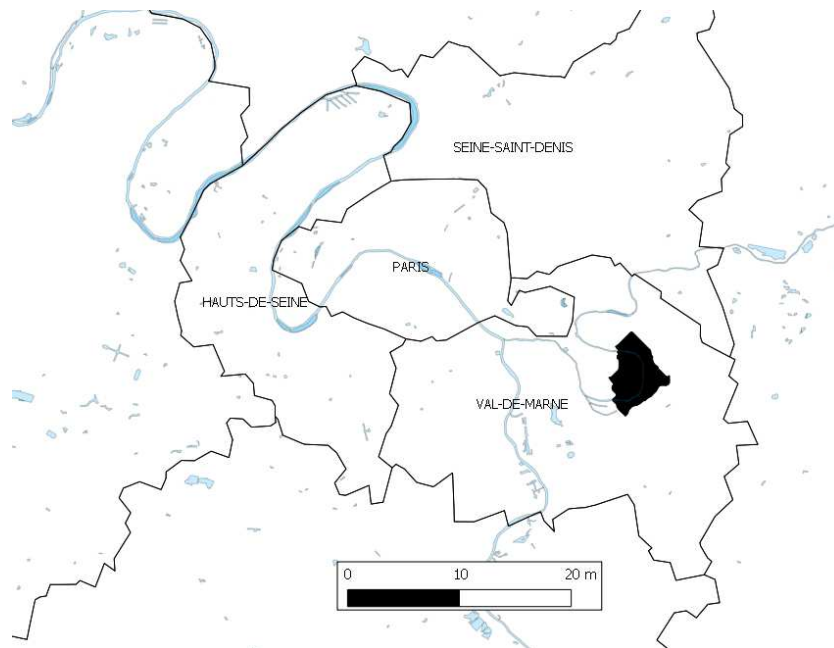 SEINE-SAINT-DENIS
PARIS
HAUTS-DE-SEINE
VAL-DE-MARNE
0 10 20 m